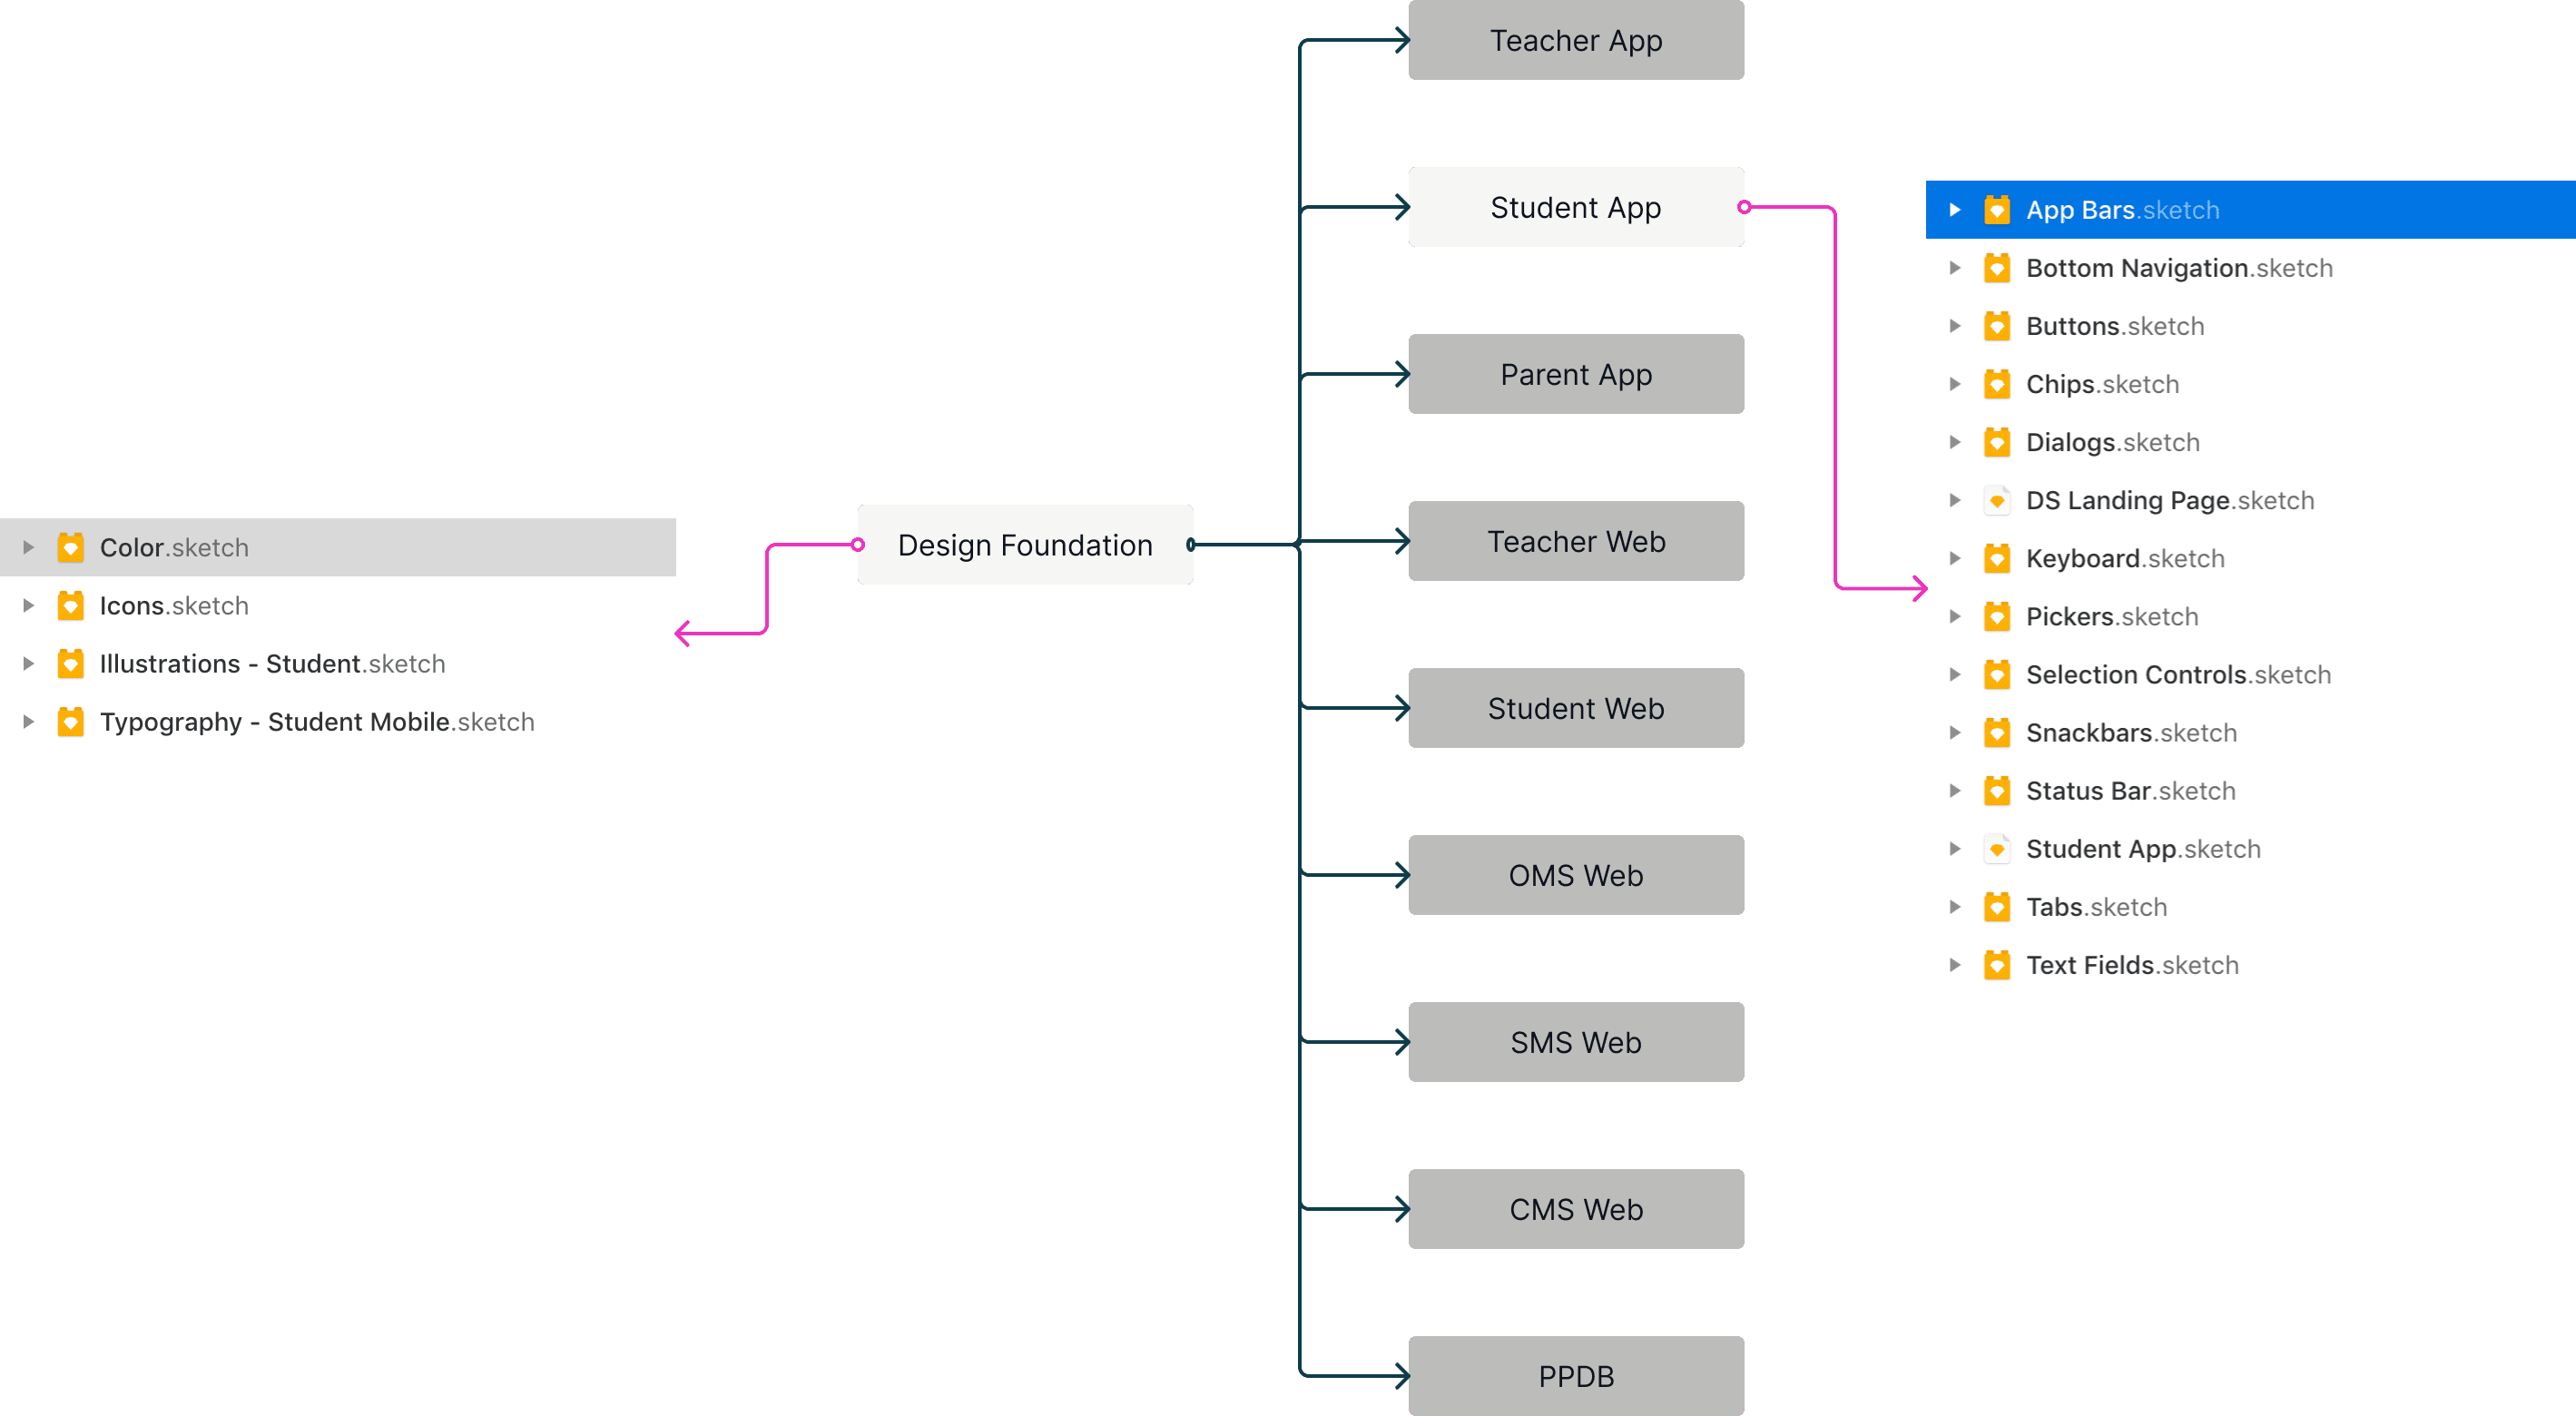 Color.sketch
Icons.sketch
Illustrations - Student.sketch
Typography - Student Mobile.sketch
Design Foundation
Teacher App
Student App
Parent App
Teacher Web
Student Web
OMS Web
SMS Web
CMS Web
PPDB
App Bars.sketch
Bottom Navigation.sketch
Buttons.sketch
Chips.sketch
Dialogs.sketch
DS Landing Page.sketch
Keyboard.sketch
Pickers.sketch
Selection Controls.sketch
Snackbars.sketch
Status Bar.sketch
Student App.sketch
Tabs.sketch
Text Fields.sketch